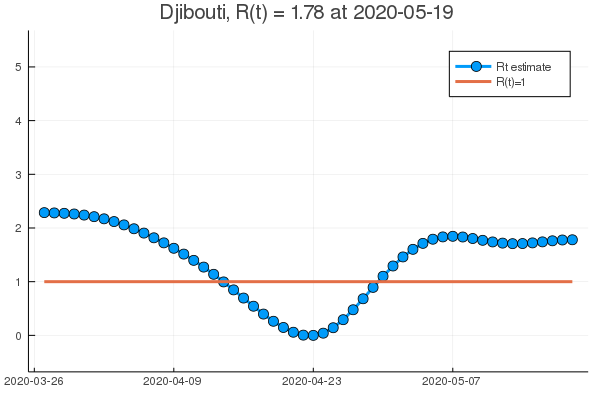 Djibouti, R(t) = 1.78 at 2020-05-19
Rt estimate
R(t)=1
5
4
3
2
1
0
2020-03-26 2020-04-09 2020-04-23 2020-05-07